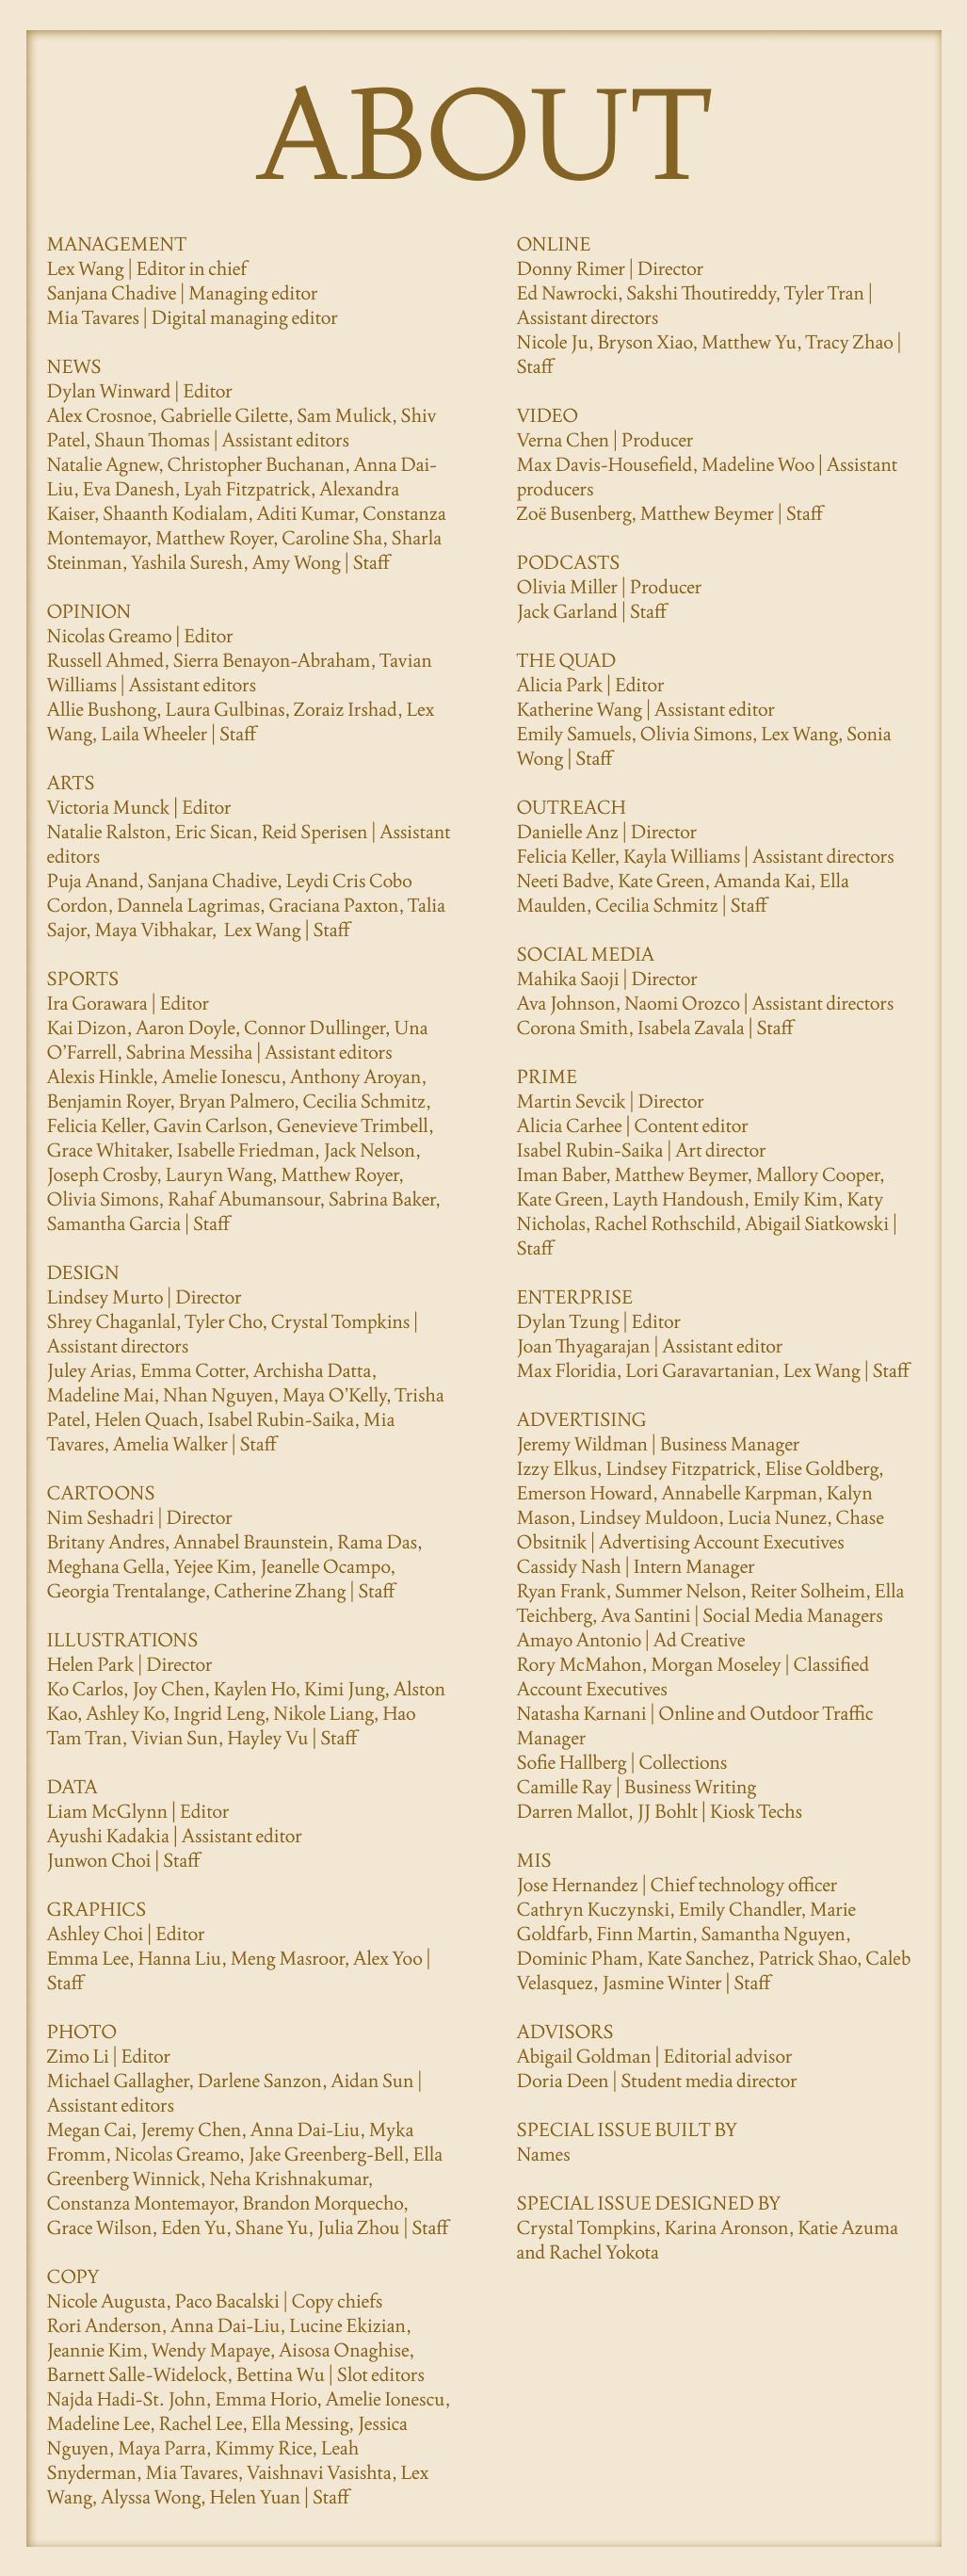 ABOUT
MANAGEMENT
Lex Wang | Editor in chief
Sanjana Chadive | Managing editor
Mia Tavares | Digital managing editor
NEWS
Dylan Winward | Editor
Alex Crosnoe, Gabrielle Gilette, Sam Mulick, Shiv
Patel, Shaun Thomas | Assistant editors
Natalie Agnew, Christopher Buchanan, Anna Dai-
Liu, Eva Danesh, Lyah Fitzpatrick, Alexandra
Kaiser, Shaanth Kodialam, Aditi Kumar, Constanza
Montemayor, Matthew Royer, Caroline Sha, Sharla
Steinman, Yashila Suresh, Amy Wong | Staff
OPINION
Nicolas Greamo | Editor
Russell Ahmed, Sierra Benayon-Abraham, Tavian
Williams | Assistant editors
Allie Bushong, Laura Gulbinas, Zoraiz Irshad, Lex
Wang, Laila Wheeler | Staff
ARTS
Victoria Munck | Editor
Natalie Ralston, Eric Sican, Reid Sperisen | Assistant
editors
Puja Anand, Sanjana Chadive, Leydi Cris Cobo
Cordon, Dannela Lagrimas, Graciana Paxton, Talia
Sajor, Maya Vibhakar,  Lex Wang | Staff
SPORTS
Ira Gorawara | Editor
Kai Dizon, Aaron Doyle, Connor Dullinger, Una
O’Farrell, Sabrina Messiha | Assistant editors
Alexis Hinkle, Amelie Ionescu, Anthony Aroyan,
Benjamin Royer, Bryan Palmero, Cecilia Schmitz,
Felicia Keller, Gavin Carlson, Genevieve Trimbell,
Grace Whitaker, Isabelle Friedman, Jack Nelson,
Joseph Crosby, Lauryn Wang, Matthew Royer,
Olivia Simons, Rahaf Abumansour, Sabrina Baker,
Samantha Garcia | Staff
DESIGN
Lindsey Murto | Director
Shrey Chaganlal, Tyler Cho, Crystal Tompkins |
Assistant directors
Juley Arias, Emma Cotter, Archisha Datta,
Madeline Mai, Nhan Nguyen, Maya O’Kelly, Trisha
Patel, Helen Quach, Isabel Rubin-Saika, Mia
Tavares, Amelia Walker | Staff
CARTOONS
Nim Seshadri | Director
Britany Andres, Annabel Braunstein, Rama Das,
Meghana Gella, Yejee Kim, Jeanelle Ocampo,
Georgia Trentalange, Catherine Zhang | Staff
ILLUSTRATIONS
Helen Park | Director
Ko Carlos, Joy Chen, Kaylen Ho, Kimi Jung, Alston
Kao, Ashley Ko, Ingrid Leng, Nikole Liang, Hao
Tam Tran, Vivian Sun, Hayley Vu | Staff
DATA
Liam McGlynn | Editor
Ayushi Kadakia | Assistant editor
Junwon Choi | Staff
GRAPHICS
Ashley Choi | Editor
Emma Lee, Hanna Liu, Meng Masroor, Alex Yoo |
Staff
PHOTO
Zimo Li | Editor
Michael Gallagher, Darlene Sanzon, Aidan Sun |
Assistant editors
Megan Cai, Jeremy Chen, Anna Dai-Liu, Myka
Fromm, Nicolas Greamo, Jake Greenberg-Bell, Ella
Greenberg Winnick, Neha Krishnakumar,
Constanza Montemayor, Brandon Morquecho,
Grace Wilson, Eden Yu, Shane Yu, Julia Zhou | Staff
COPY
Nicole Augusta, Paco Bacalski | Copy chiefs
Rori Anderson, Anna Dai-Liu, Lucine Ekizian,
Jeannie Kim, Wendy Mapaye, Aisosa Onaghise,
Barnett Salle-Widelock, Bettina Wu | Slot editors
Najda Hadi-St. John, Emma Horio, Amelie Ionescu,
Madeline Lee, Rachel Lee, Ella Messing, Jessica
Nguyen, Maya Parra, Kimmy Rice, Leah
Snyderman, Mia Tavares, Vaishnavi Vasishta, Lex
Wang, Alyssa Wong, Helen Yuan | Staff
ONLINE
Donny Rimer | Director
Ed Nawrocki, Sakshi Thoutireddy, Tyler Tran |
Assistant directors
Nicole Ju, Bryson Xiao, Matthew Yu, Tracy Zhao |
Staff
VIDEO
Verna Chen | Producer
Max Davis-Housefield, Madeline Woo | Assistant
producers
Zoë Busenberg, Matthew Beymer | Staff
PODCASTS
Olivia Miller | Producer
Jack Garland | Staff
THE QUAD
Alicia Park | Editor
Katherine Wang | Assistant editor
Emily Samuels, Olivia Simons, Lex Wang, Sonia
Wong | Staff
OUTREACH
Danielle Anz | Director
Felicia Keller, Kayla Williams | Assistant directors
Neeti Badve, Kate Green, Amanda Kai, Ella
Maulden, Cecilia Schmitz | Staff
SOCIAL MEDIA
Mahika Saoji | Director
Ava Johnson, Naomi Orozco | Assistant directors
Corona Smith, Isabela Zavala | Staff
PRIME
Martin Sevcik | Director
Alicia Carhee | Content editor
Isabel Rubin-Saika | Art director
Iman Baber, Matthew Beymer, Mallory Cooper,
Kate Green, Layth Handoush, Emily Kim, Katy
Nicholas, Rachel Rothschild, Abigail Siatkowski |
Staff
ENTERPRISE
Dylan Tzung | Editor
Joan Thyagarajan | Assistant editor
Max Floridia, Lori Garavartanian, Lex Wang | Staff
ADVERTISING
Jeremy Wildman | Business Manager
Izzy Elkus, Lindsey Fitzpatrick, Elise Goldberg,
Emerson Howard, Annabelle Karpman, Kalyn
Mason, Lindsey Muldoon, Lucia Nunez, Chase
Obsitnik | Advertising Account Executives
Cassidy Nash | Intern Manager
Ryan Frank, Summer Nelson, Reiter Solheim, Ella
Teichberg, Ava Santini | Social Media Managers
Amayo Antonio | Ad Creative
Rory McMahon, Morgan Moseley | Classified
Account Executives
Natasha Karnani | Online and Outdoor Traffic
Manager
Sofie Hallberg | Collections
Camille Ray | Business Writing
Darren Mallot, JJ Bohlt | Kiosk Techs
MIS
Jose Hernandez | Chief technology officer
Cathryn Kuczynski, Emily Chandler, Marie
Goldfarb, Finn Martin, Samantha Nguyen,
Dominic Pham, Kate Sanchez, Patrick Shao, Caleb
Velasquez, Jasmine Winter | Staff
ADVISORS
Abigail Goldman | Editorial advisor
Doria Deen | Student media director
SPECIAL ISSUE BUILT BY
Names
SPECIAL ISSUE DESIGNED BY
Crystal Tompkins, Karina Aronson, Katie Azuma
and Rachel Yokota